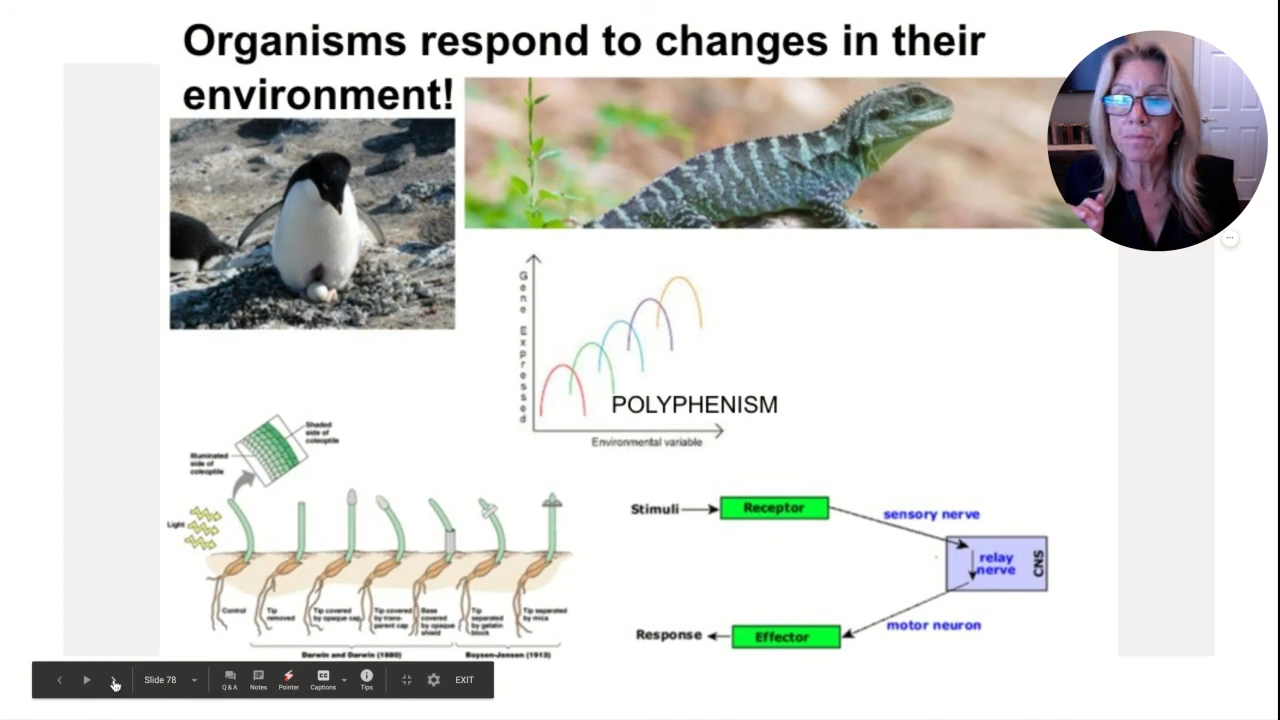 Organisms respond to changes in their
environment!
Gene Expressed
POLYPHENISM
Environmental variable
Shaded
side of
coleoptile
Illuminated
side of
coleoptile
Light
Control
Tip
removed
Tip covered
by opaque cap
Tip covered
by trans-
parent cap
Base
covered
by opaque
shield
Tip
separated
by gelatin
block
Tip separated
by mica
Darwin and Darwin (1880)
Boysen-Jensen (1913)
Stimuli
Receptor
sensory nerve
relay
nerve
CNS
motor neuron
Effector
Response
Slide 78
Q & A
Notes
Pointer
Captions
Tips
EXIT